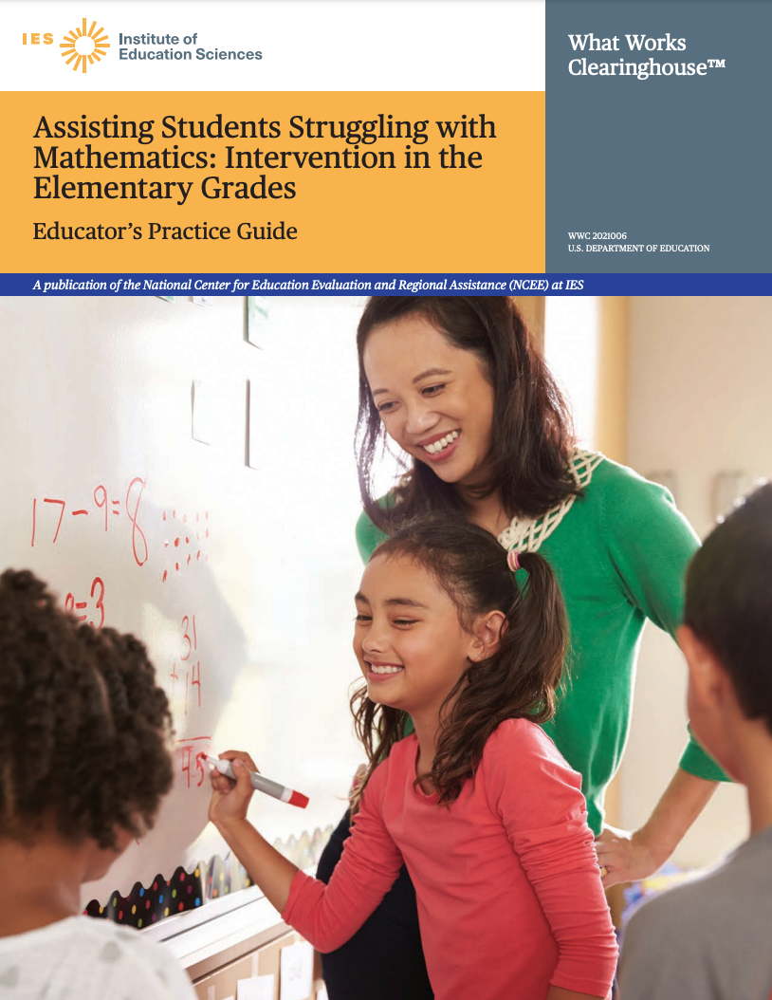 IES
Institute of
Education Sciences
What Works
Clearinghouse™
Assisting Students Struggling with
Mathematics: Intervention in the
Elementary Grades
Educator’s Practice Guide
WWC 2021006
U.S. DEPARTMENT OF EDUCATION
A publication of the National Center for Education Evaluation and Regional Assistance (NCEE) at IES
17-9=8
=3
31
+14
45